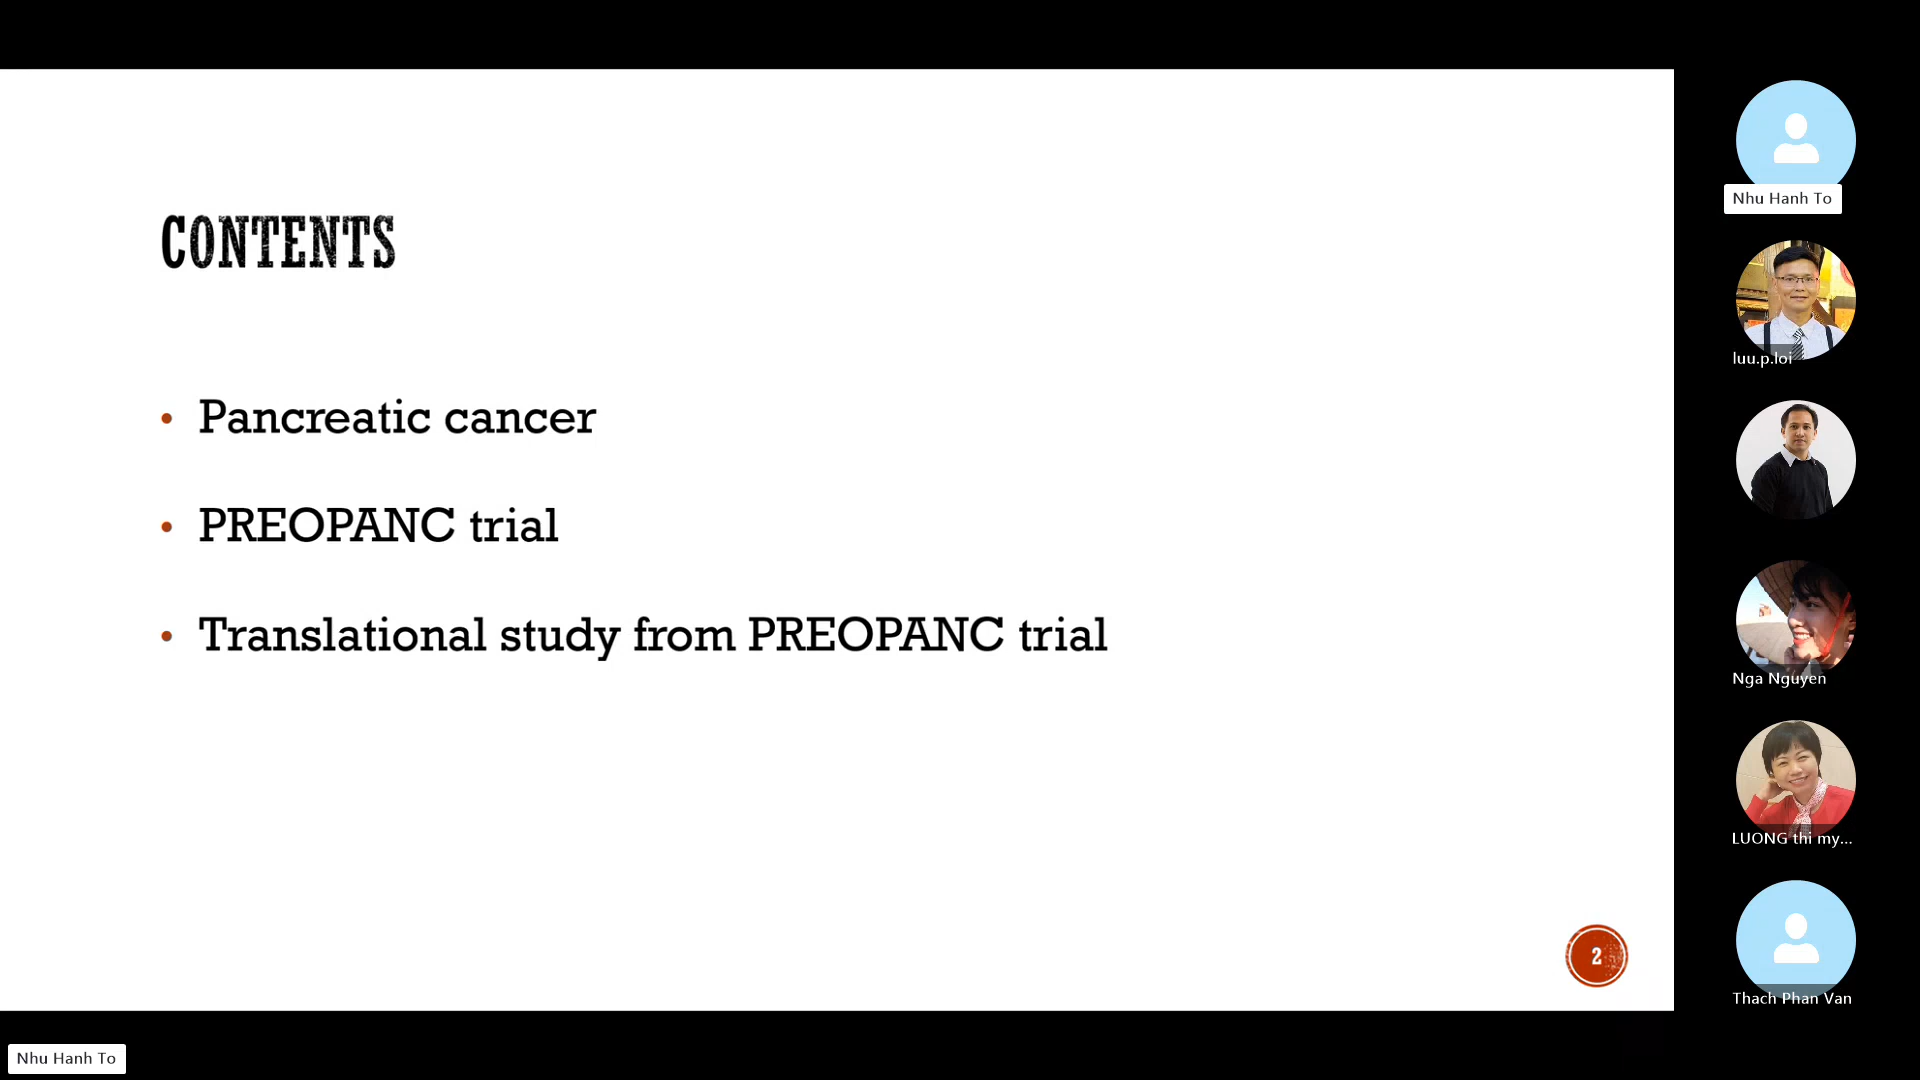 CONTENTS
• Pancreatic cancer
• PREOPANC trial
• Translational study from PREOPANC trial
2
Nhu Hanh To
luu.p.loi
Nga Nguyen
LUONG thi my...
Thach Phan Van
Nhu Hanh To